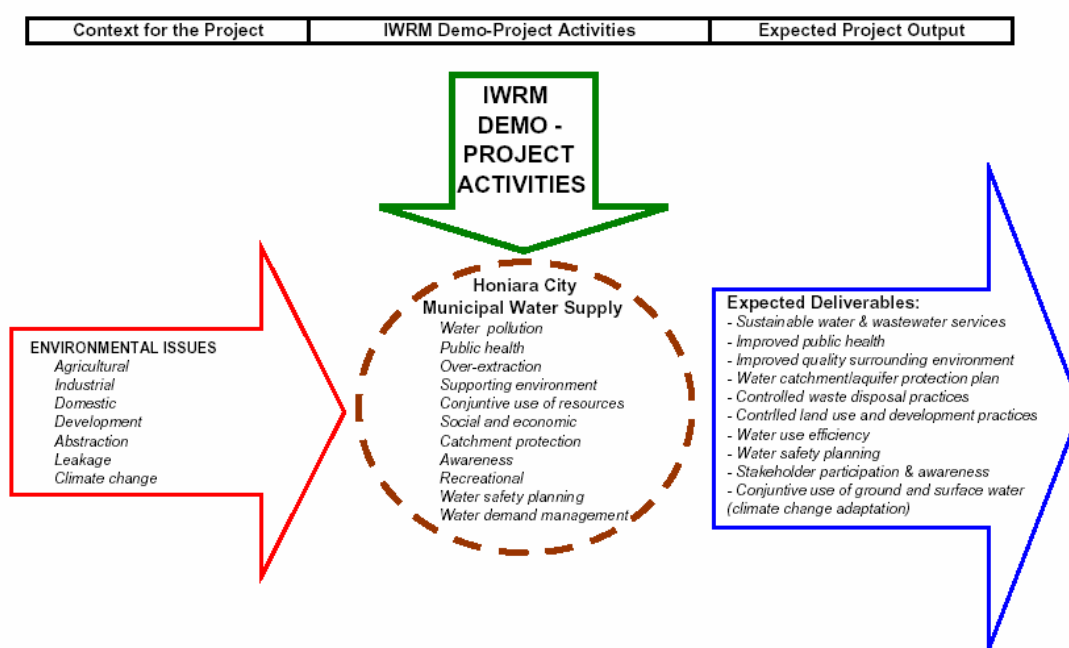 Context for the Project
IWRM Demo-Project Activities
Expected Project Output
IWRM
DEMO -
PROJECT
ACTIVITIES
ENVIRONMENTAL ISSUES
Agricultural
Industrial
Domestic
Development
Abstraction
Leakage
Climate change
Honiara City
Municipal Water Supply
Water pollution
Public health
Over-extraction
Supporting environment
Conjuntive use of resources
Social and economic
Catchment protection
Awareness
Recreational
Water safety planning
Water demand management
Expected Deliverables:
- Sustainable water & wastewater services
- Improved public health
- Improved quality surrounding environment
- Water catchment/aquifer protection plan
- Controlled waste disposal practices
- Contrlled land use and development practices
- Water use efficiency
- Water safety planning
- Stakeholder participation & awareness
- Conjuntive use of ground and surface water
(climate change adaptation)